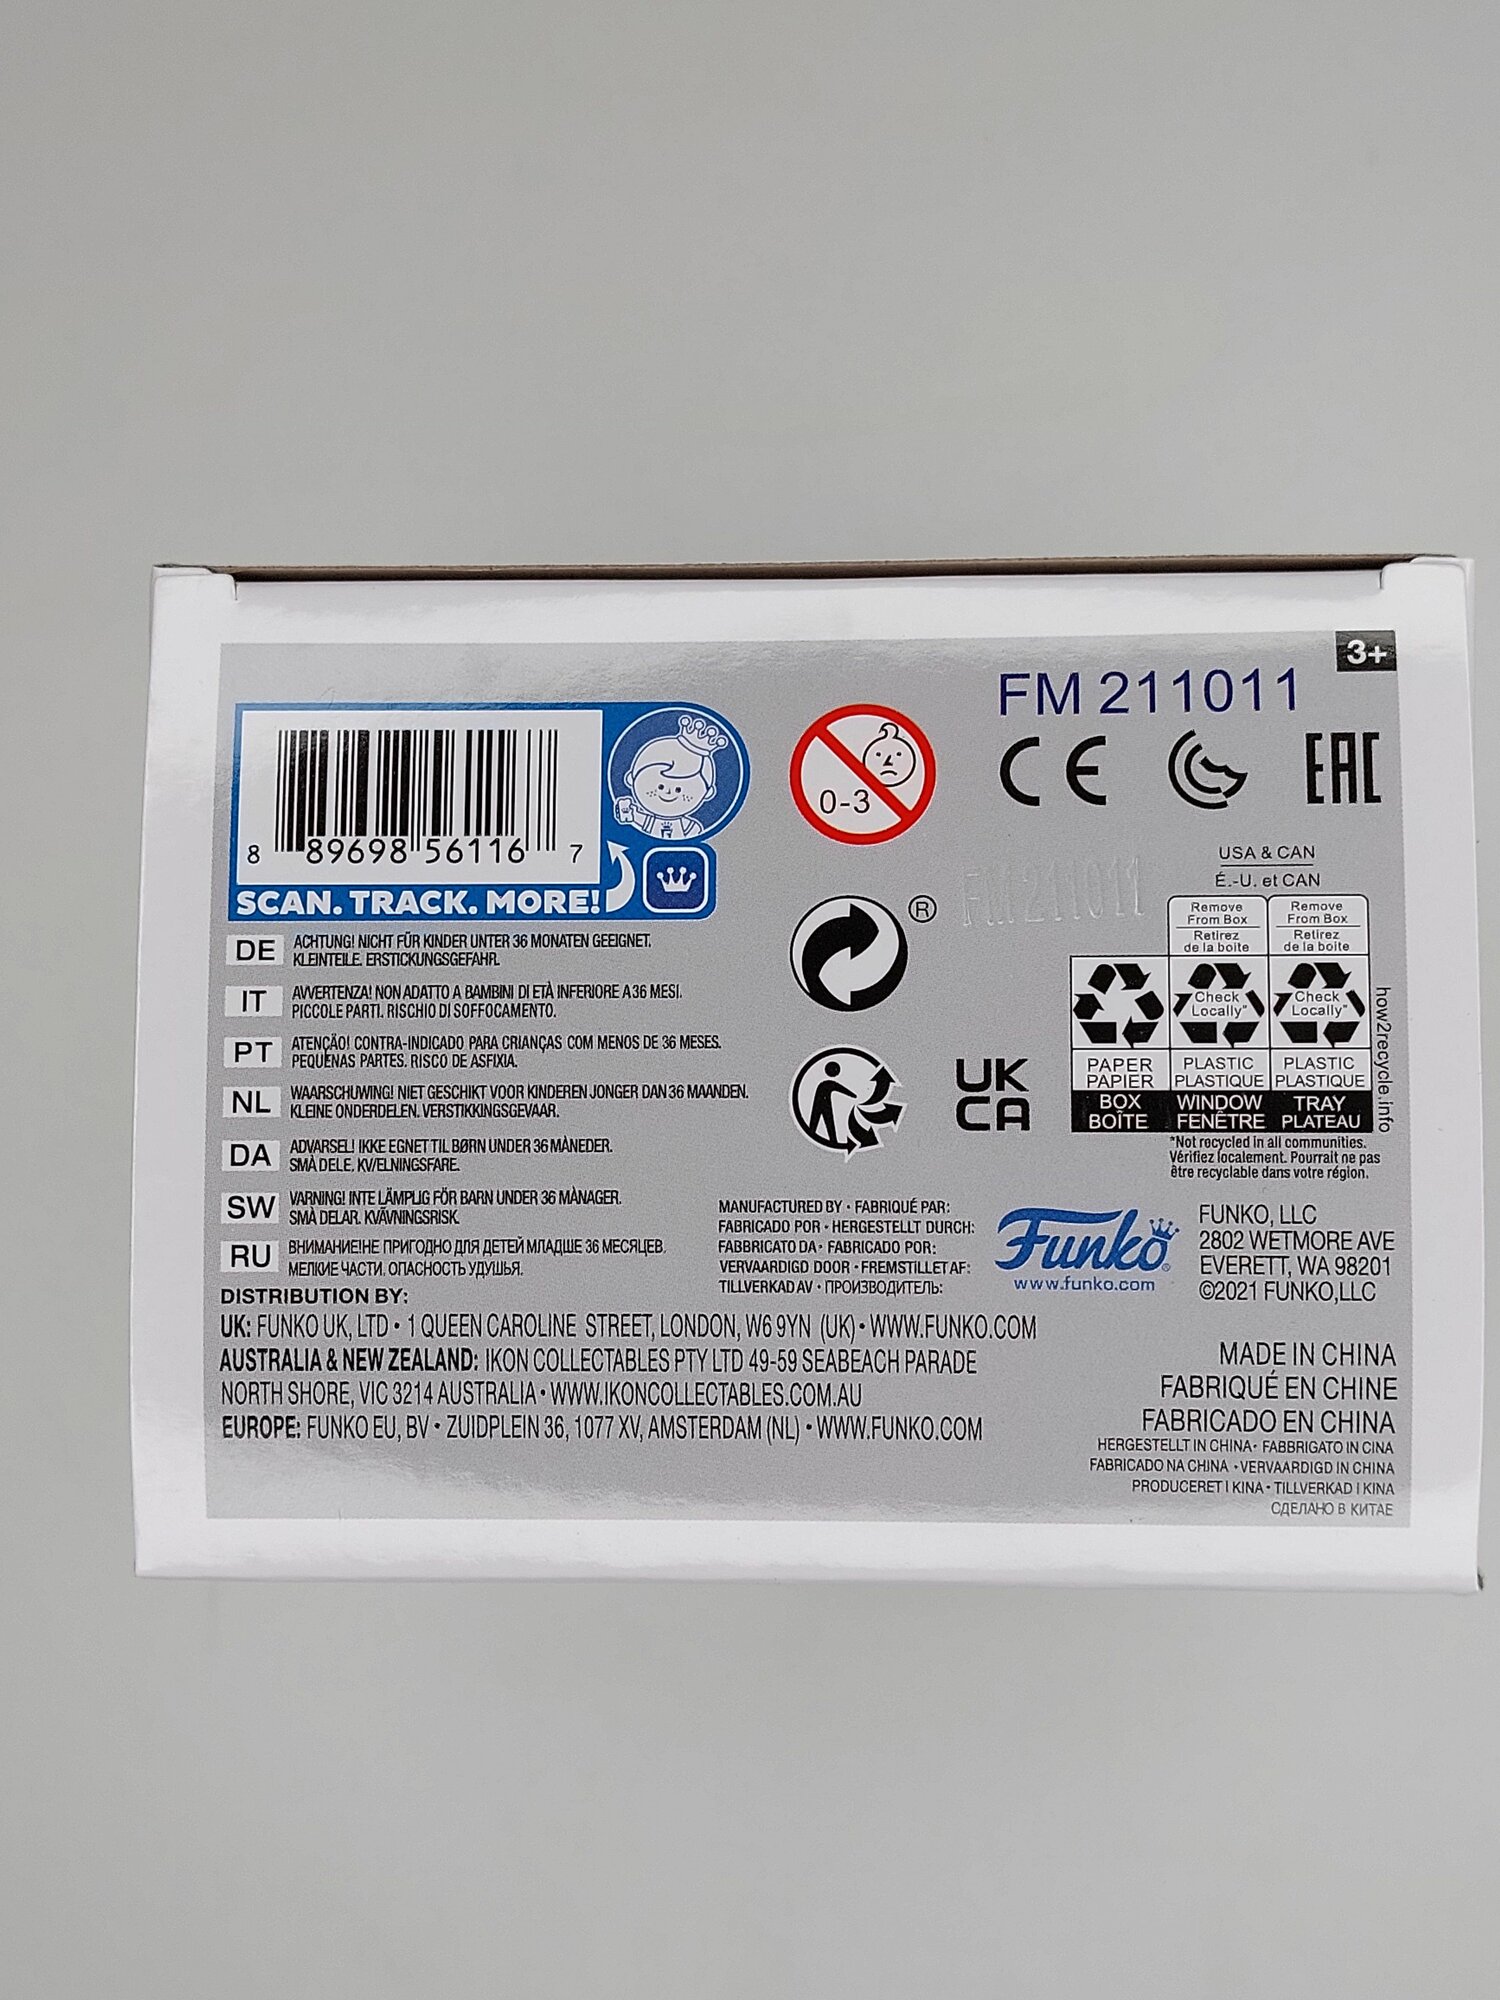 3+
FM 211011
8 89698 56116 7
SCAN. TRACK. MORE!
0-3
CE
EAC
FM211011
USA & CAN
É.-U. et CAN
®
Remove From Box
Retirez de la boite
Remove From Box
Retirez de la boite
Check Locally*
Check Locally*
PAPER PAPIER
PLASTIC PLASTIQUE
PLASTIC PLASTIQUE
BOX BOÎTE
WINDOW FENÊTRE
TRAY PLATEAU
how2recycle.info
*Not recycled in all communities.
Vérifiez localement. Pourrait ne pas
être recyclable dans votre région.
UK
CA
DE ACHTUNG! NICHT FÜR KINDER UNTER 36 MONATEN GEEIGNET.
KLEINTEILE. ERSTICKUNGSGEFAHR.
IT AVVERTENZA! NON ADATTO A BAMBINI DI ETÀ INFERIORE A 36 MESI.
PICCOLE PARTI. RISCHIO DI SOFFOCAMENTO.
PT ATENÇÃO! CONTRA-INDICADO PARA CRIANÇAS COM MENOS DE 36 MESES.
PEQUENAS PARTES. RISCO DE ASFIXIA.
NL WAARSCHUWING! NIET GESCHIKT VOOR KINDEREN JONGER DAN 36 MAANDEN.
KLEINE ONDERDELEN. VERSTIKKINGSGEVAAR.
DA ADVARSEL! IKKE EGNET TIL BØRN UNDER 36 MÅNEDER.
SMÀ DELE, KV/ELNINGSFARE.
SW VARNING! INTE LÄMPLIG FÖR BARN UNDER 36 MÀNAGER.
SMÀ DELAR. KVÄVNINGSRISK.
RU ВНИМАНИЕ!НЕ ПРИГОДНО ДЛЯ ДЕТЕЙ МЛАДШЕ 36 МЕСЯЦЕВ.
МЕЛКИЕ ЧАСТИ. ОПАСНОСТЬ УДУШЬЯ.
MANUFACTURED BY • FABRIQUÉ PAR:
FABRICADO POR • HERGESTELLT DURCH:
FABBRICATO DA • FABRICADO POR:
VERVAARDIGD DOOR • FREMSTILLET AF:
TILLVERKAD AV • ПРОИЗВОДИТЕЛЬ:
Funko®
www.funko.com
FUNKO, LLC
2802 WETMORE AVE
EVERETT, WA 98201
©2021 FUNKO,LLC
DISTRIBUTION BY:
UK: FUNKO UK, LTD • 1 QUEEN CAROLINE STREET, LONDON, W6 9YN (UK) • WWW.FUNKO.COM
AUSTRALIA & NEW ZEALAND: IKON COLLECTABLES PTY LTD 49-59 SEABEACH PARADE
NORTH SHORE, VIC 3214 AUSTRALIA • WWW.IKONCOLLECTABLES.COM.AU
EUROPE: FUNKO EU, BV • ZUIDPLEIN 36, 1077 XV, AMSTERDAM (NL) • WWW.FUNKO.COM
MADE IN CHINA
FABRIQUÉ EN CHINE
FABRICADO EN CHINA
HERGESTELLT IN CHINA • FABBRIGATO IN CINA
FABRICADO NA CHINA • VERVAARDIGD IN CHINA
PRODUCERET I KINA • TILLVERKAD I KINA
СДЕЛАНО В КИТАЕ